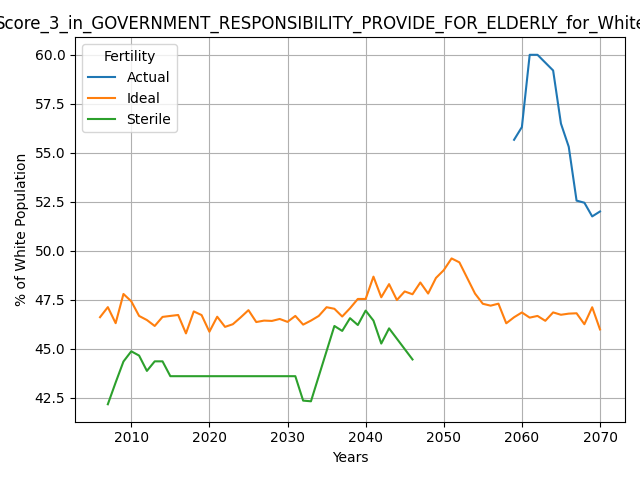 Score_3_in_GOVERNMENT_RESPONSIBILITY_PROVIDE_FOR_ELDERLY_for_White
60.0
57.5
55.0
52.5
50.0
47.5
45.0
42.5
% of White Population
Fertility
Actual
Ideal
Sterile
2010 2020 2030 2040 2050 2060 2070
Years